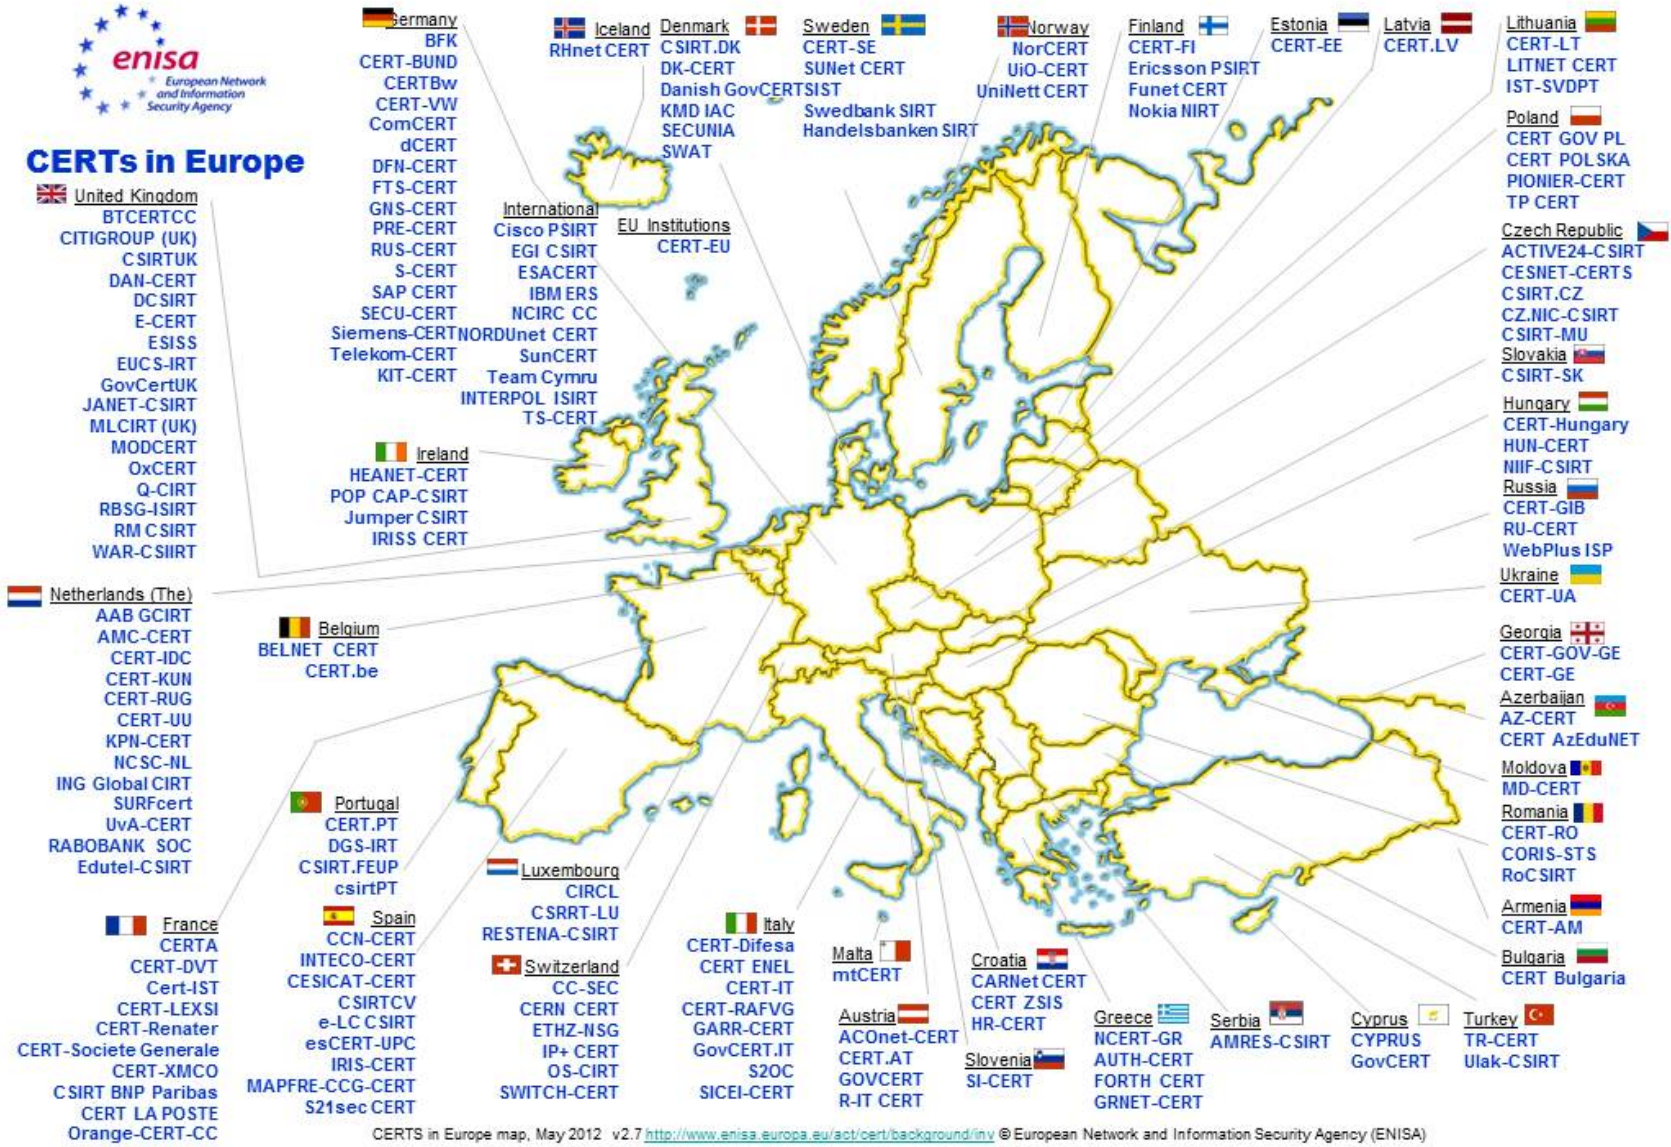 enisa
European Network
and Information
Security Agency
CERTs in Europe
United Kingdom
BTCERTCC
CITIGROUP (UK)
CSIRTUK
DAN-CERT
DCSIRT
E-CERT
ESISS
EUCS-IRT
GovCertUK
JANET-CSIRT
MLCIRT (UK)
MODCERT
OxCERT
Q-CIRT
RBSG-ISIRT
RM CSIRT
WAR-CSIIRT
Netherlands (The)
AAB GCIRT
AMC-CERT
CERT-IDC
CERT-KUN
CERT-RUG
CERT-UU
KPN-CERT
NCSC-NL
ING Global CIRT
SURFcert
UvA-CERT
RABOBANK SOC
Edutel-CSIRT
France
CERTA
CERT-DVT
Cert-IST
CERT-LEXSI
CERT-Renater
CERT-Societe Generale
CERT-XMCO
CSIRT BNP Paribas
CERT LA POSTE
Orange-CERT-CC
Germany
BFK
CERT-BUND
CERTBw
CERT-VW
ComCERT
dCERT
DFN-CERT
FTS-CERT
GNS-CERT
PRE-CERT
RUS-CERT
S-CERT
SAP CERT
SECU-CERT
Siemens-CERT
Telekom-CERT
KIT-CERT
International
Cisco PSIRT
EGI CSIRT
ESACERT
IBM ERS
NCIRC CC
NORDUnet CERT
SunCERT
Team Cymru
INTERPOL ISIRT
TS-CERT
EU Institutions
CERT-EU
Ireland
HEANET-CERT
POP CAP-CSIRT
Jumper CSIRT
IRISS CERT
Belgium
BELNET CERT
CERT.be
Portugal
CERT.PT
DGS-IRT
CSIRT.FEUP
csirtPT
Spain
CCN-CERT
INTECO-CERT
CESICAT-CERT
CSIRTCV
e-LC CSIRT
esCERT-UPC
IRIS-CERT
MAPFRE-CCG-CERT
S21sec CERT
Luxembourg
CIRCL
CSRRT-LU
RESTENA-CSIRT
Switzerland
CC-SEC
CERN CERT
ETHZ-NSG
IP+ CERT
OS-CIRT
SWITCH-CERT
Italy
CERT-Difesa
CERT ENEL
CERT-IT
CERT-RAFVG
GARR-CERT
GovCERT.IT
S2OC
SICEI-CERT
Malta
mtCERT
Austria
ACOnet-CERT
CERT.AT
GOVCERT
R-IT CERT
Croatia
CARNet CERT
CERT ZSIS
HR-CERT
Slovenia
SI-CERT
Greece
NCERT-GR
AUTH-CERT
FORTH CERT
GRNET-CERT
Serbia
AMRES-CSIRT
Cyprus
CYPRUS
GovCERT
Turkey
TR-CERT
Ulak-CSIRT
Iceland
RHnet CERT
Denmark
CSIRT.DK
DK-CERT
Danish GovCERT
KMD IAC
SECUNIA
SWAT
Sweden
CERT-SE
SUNet CERT
SIST
Swedbank SIRT
Handelsbanken SIRT
Norway
NorCERT
UiO-CERT
UniNett CERT
Finland
CERT-FI
Ericsson PSIRT
Funet CERT
Nokia NIRT
Estonia
CERT-EE
Latvia
CERT.LV
Lithuania
CERT-LT
LITNET CERT
IST-SVDPT
Poland
CERT GOV PL
CERT POLSKA
PIONIER-CERT
TP CERT
Czech Republic
ACTIVE24-CSIRT
CESNET-CERTS
CSIRT.CZ
CZ.NIC-CSIRT
CSIRT-MU
Slovakia
CSIRT-SK
Hungary
CERT-Hungary
HUN-CERT
NIIF-CSIRT
Russia
CERT-GIB
RU-CERT
WebPlus ISP
Ukraine
CERT-UA
Georgia
CERT-GOV-GE
CERT-GE
Azerbaijan
AZ-CERT
CERT AzEduNET
Moldova
MD-CERT
Romania
CERT-RO
CORIS-STS
RoCSIRT
Armenia
CERT-AM
Bulgaria
CERT Bulgaria
CERTS in Europe map, May 2012 v2.7 http://www.enisa.europa.eu/act/cert/background/inv © European Network and Information Security Agency (ENISA)